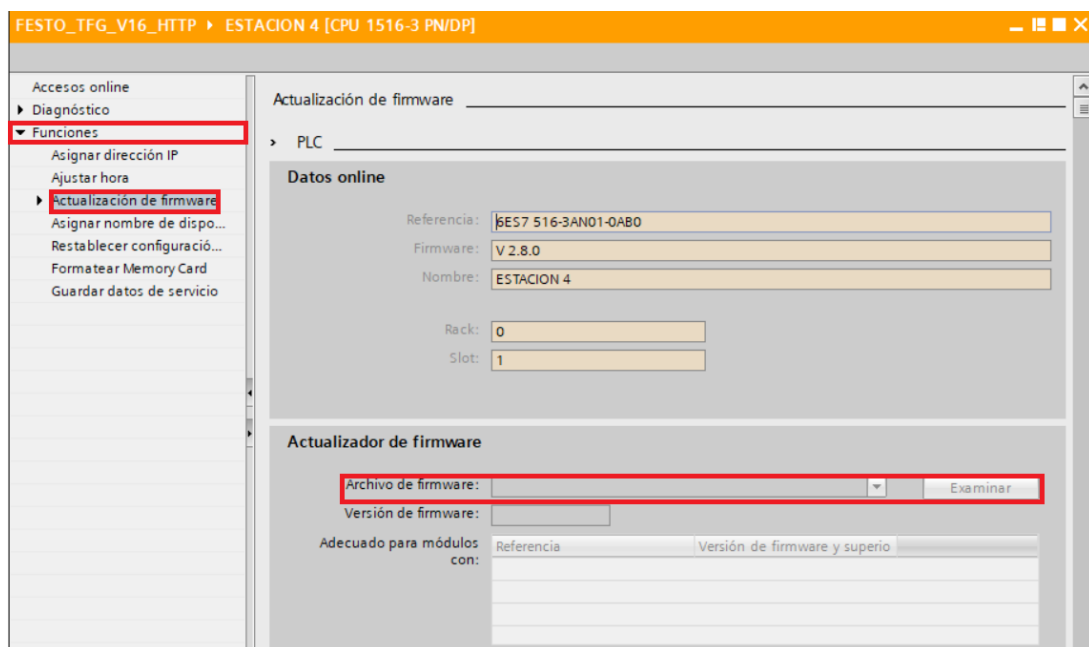 FESTO_TFG_V16_HTTP ▸ ESTACION 4 [CPU 1516-3 PN/DP]
Accesos online
Diagnóstico
Funciones
Asignar dirección IP
Ajustar hora
Actualización de firmware
Asignar nombre de dispo...
Restablecer configuració...
Formatear Memory Card
Guardar datos de servicio
Actualización de firmware
PLC
Datos online
Referencia: 6ES7 516-3AN01-0AB0
Firmware: V 2.8.0
Nombre: ESTACION 4
Rack: 0
Slot: 1
Actualizador de firmware
Archivo de firmware: Examinar
Versión de firmware:
Adecuado para módulos con:
Referencia Versión de firmware y superio